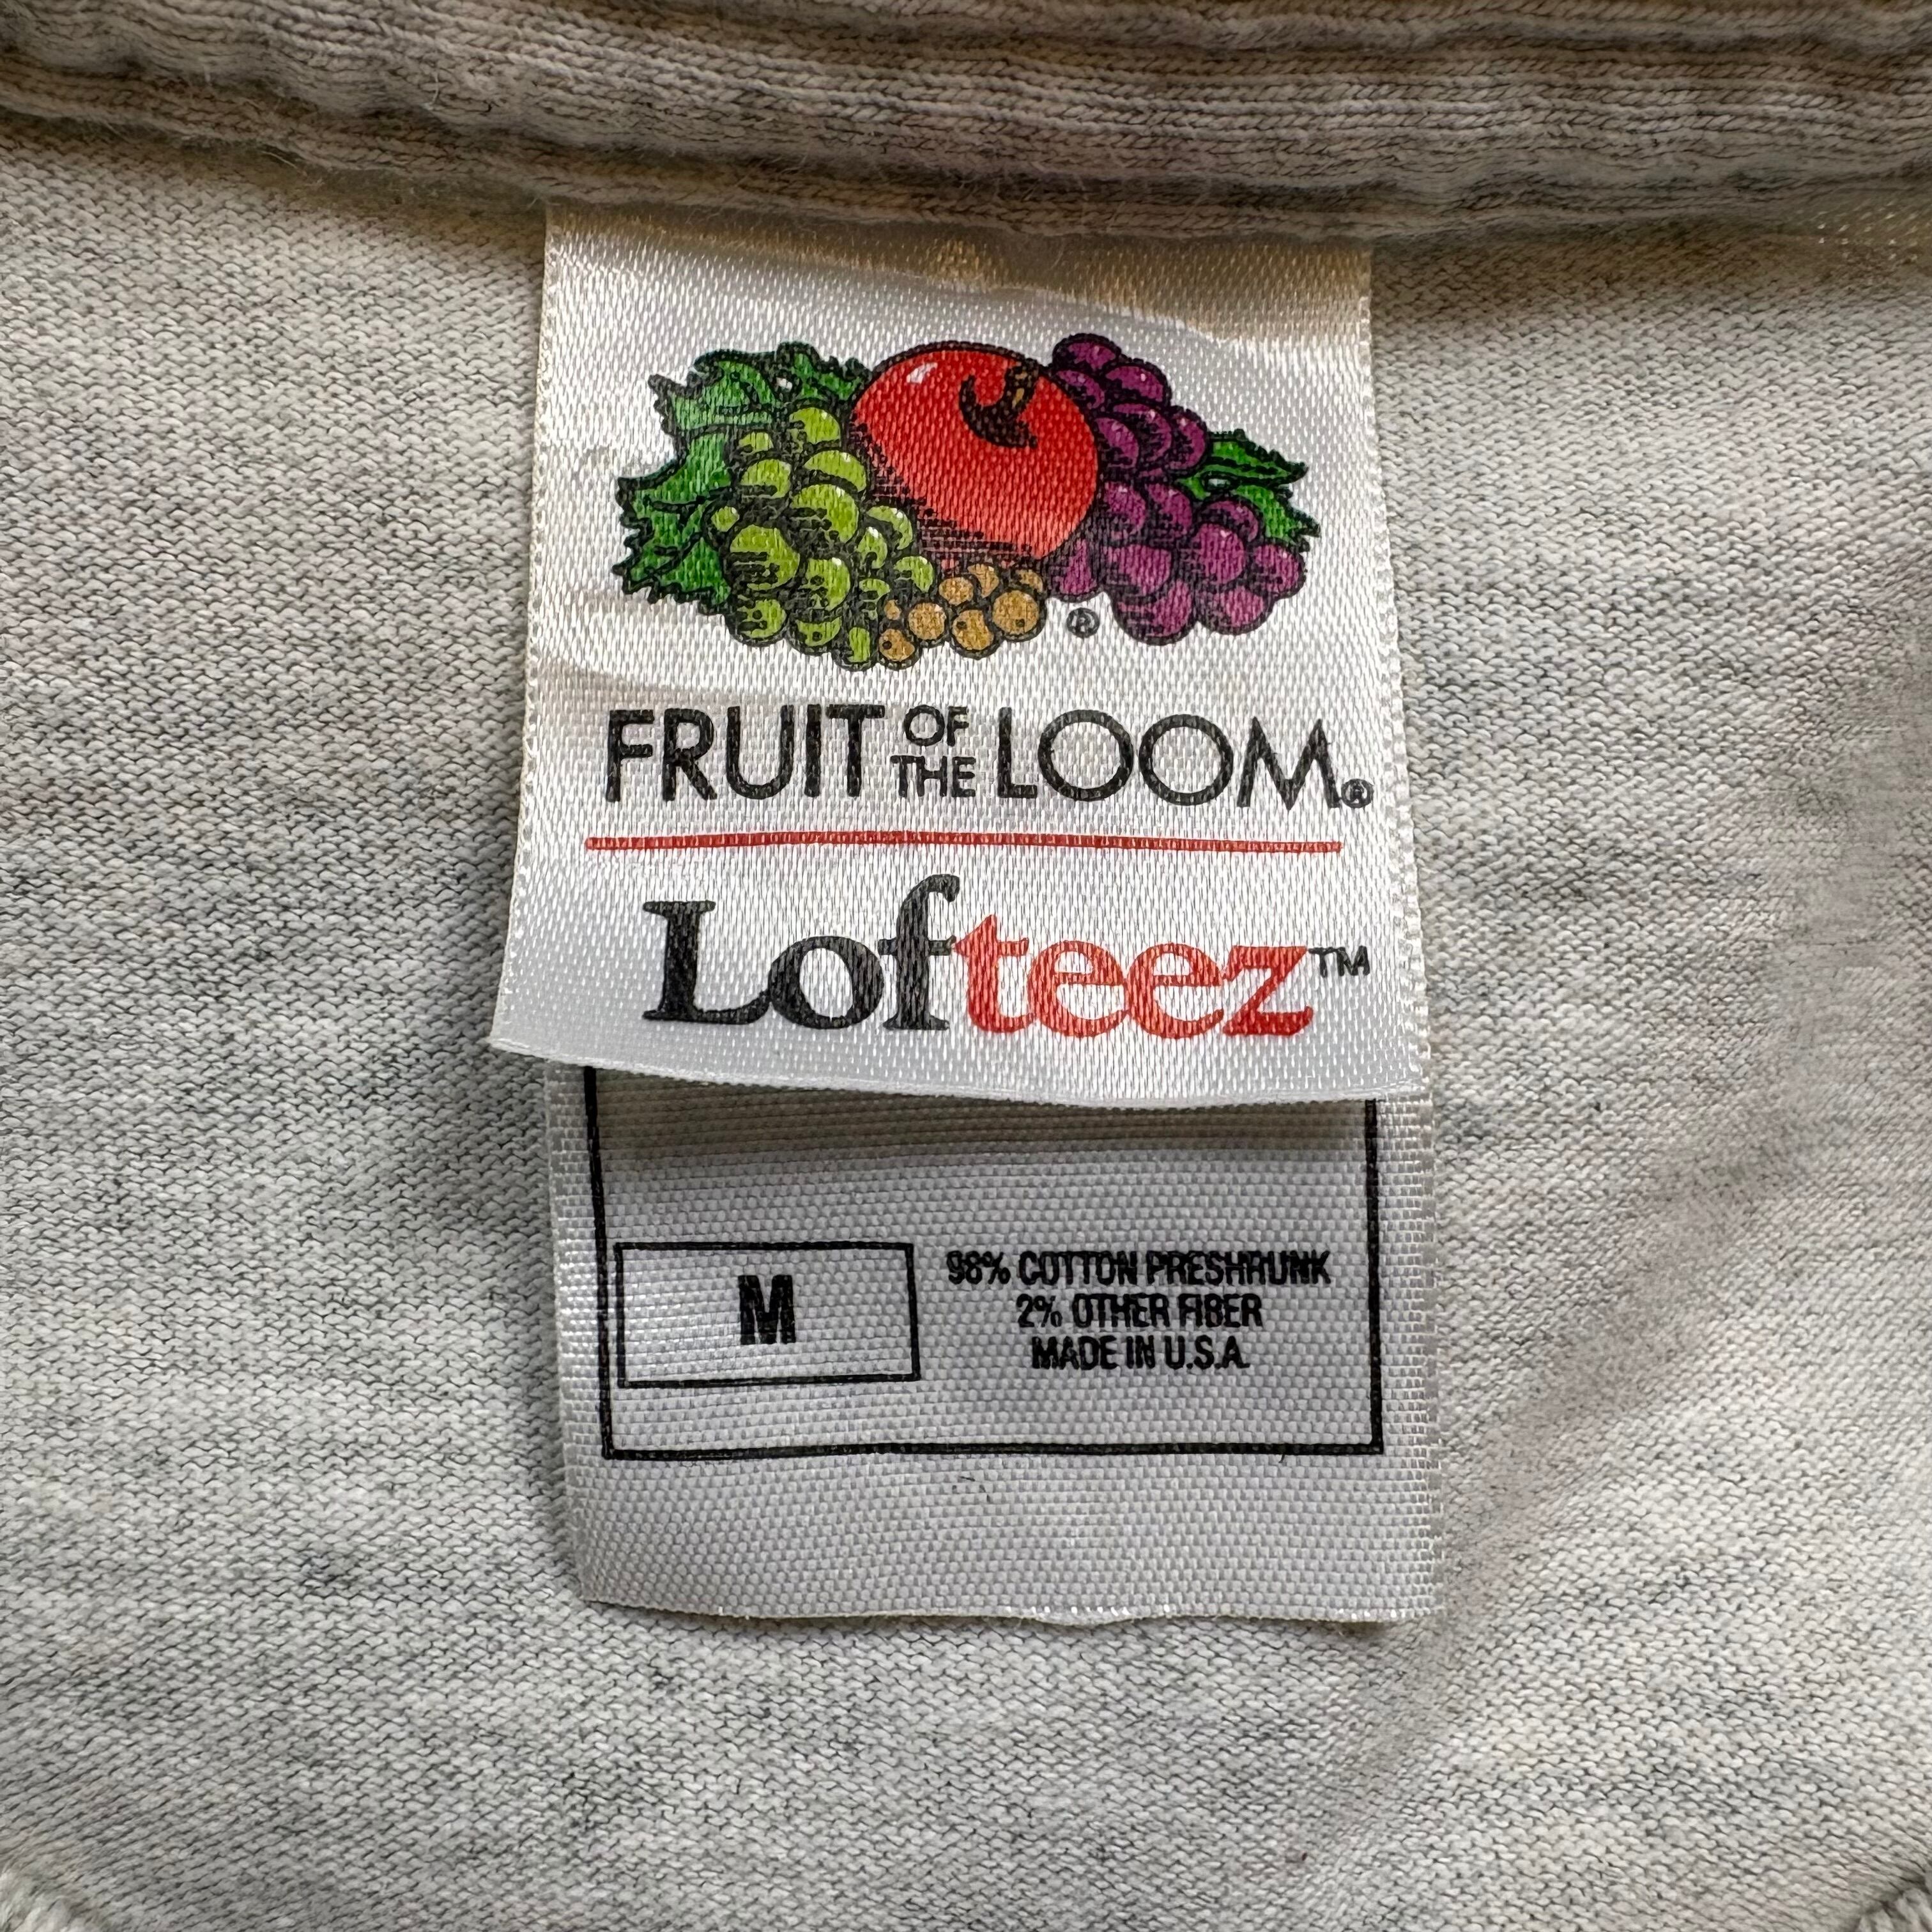 ®
FRUIT OF THE LOOM®
Lofteez™
M
98% COTTON PRESHRUNK
2% OTHER FIBER
MADE IN U.S.A.